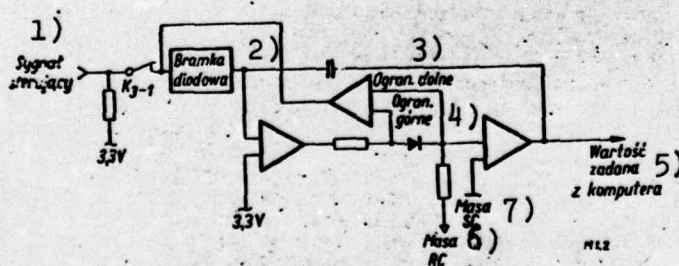 1)
Sygnał
sterujący
3,3V
K3-1
Bramka
diodowa
2)
3)
Ogran. dolne
Ogran.
górne
4)
3,3V
Masa
RC
6)
Masa
SC
7)
Wartość
zadana
z komputera
5)